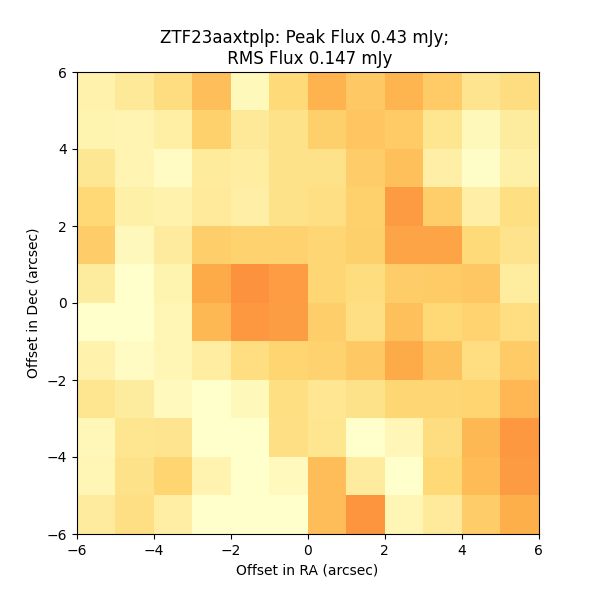 ZTF23aaxtplp: Peak Flux 0.43 mJy;
RMS Flux 0.147 mJy
6
4
2
0
−2
−4
−6
Offset in Dec (arcsec)
−6 −4 −2 0 2 4 6
Offset in RA (arcsec)